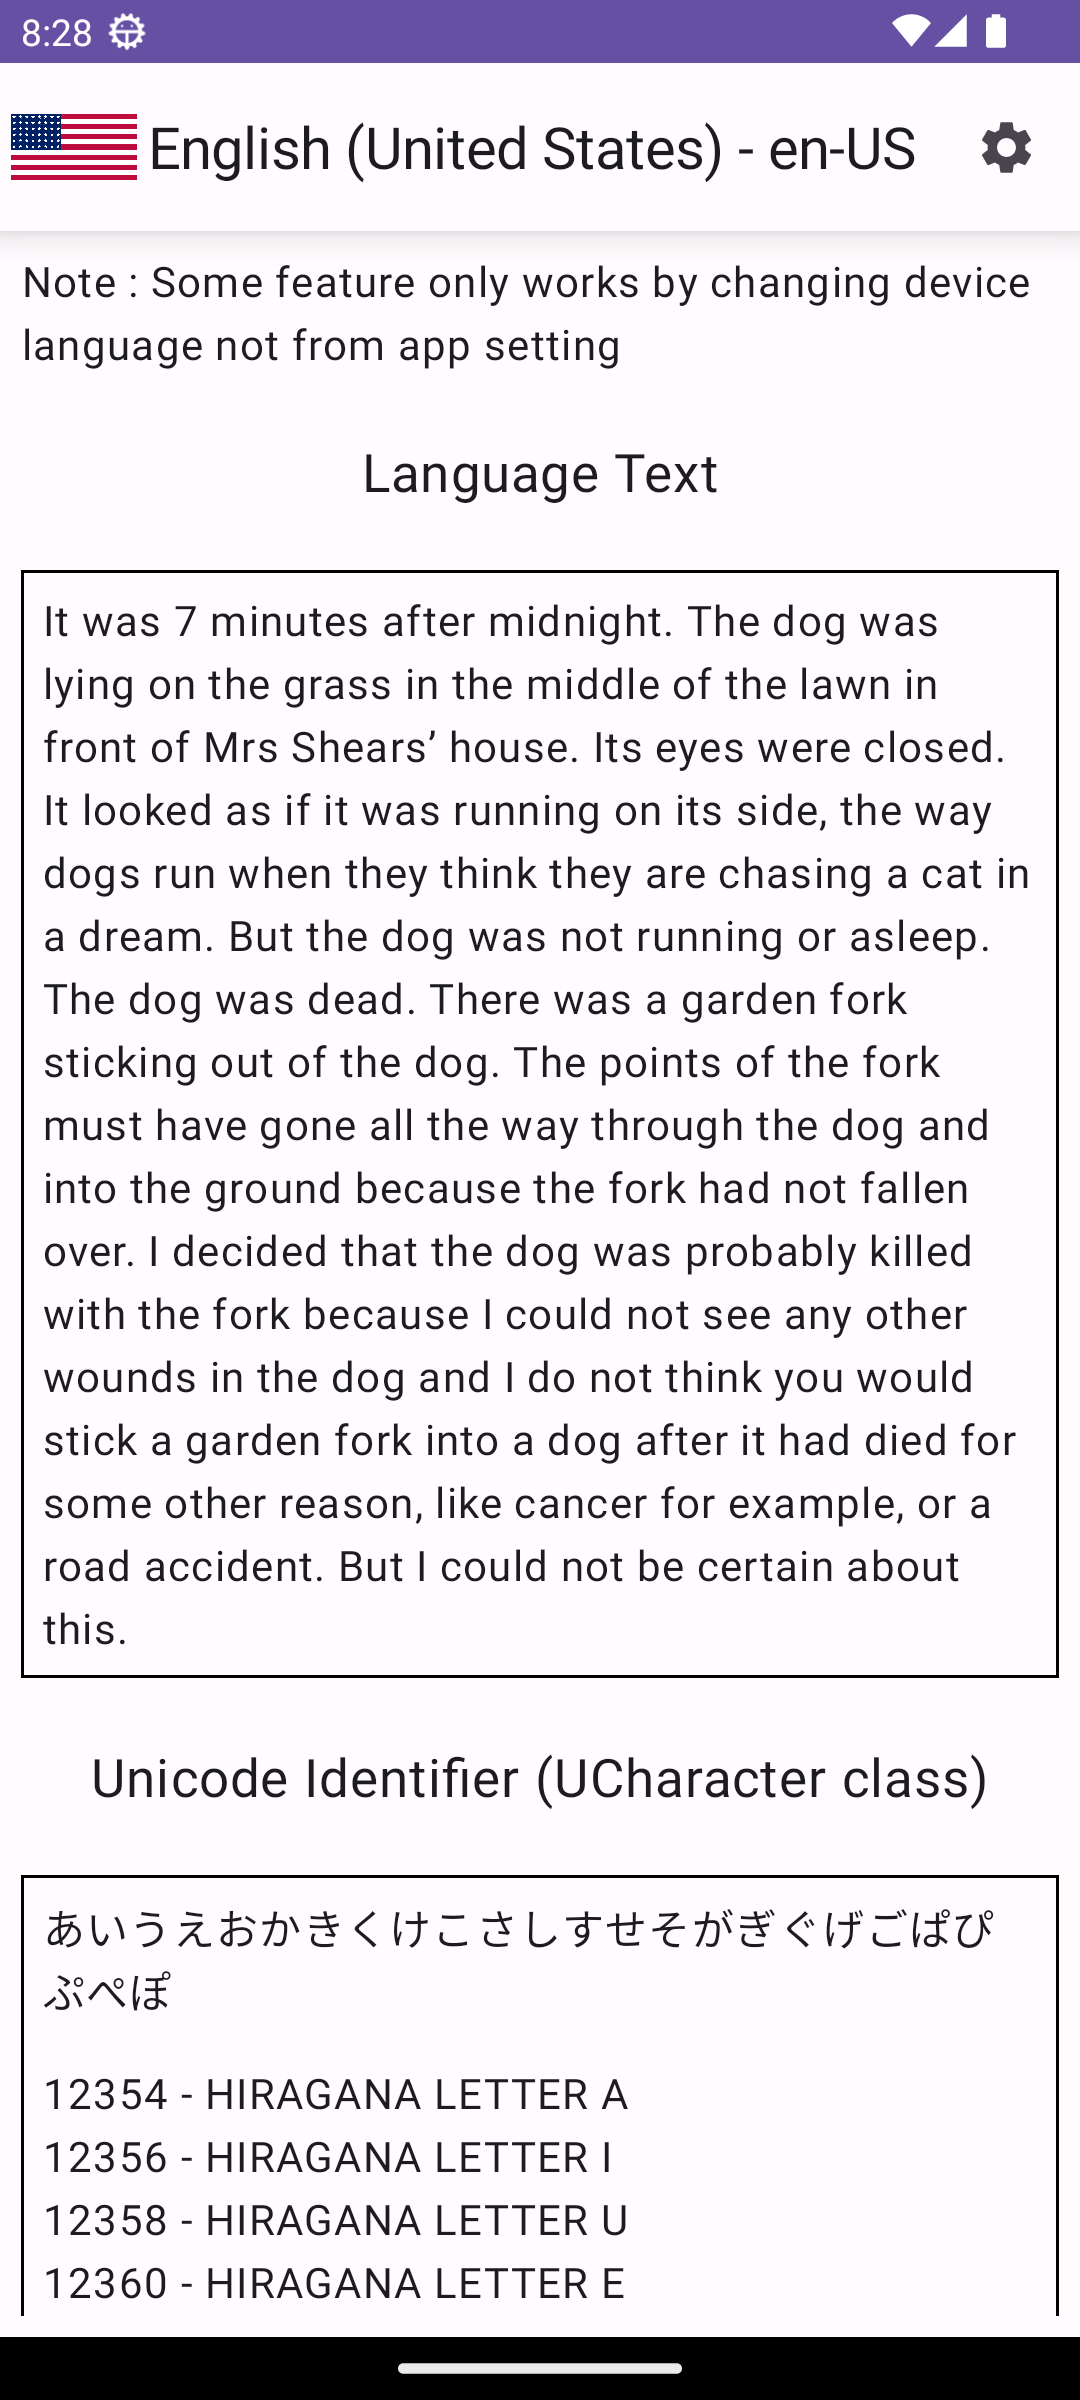 8:28
English (United States) - en-US
Note : Some feature only works by changing device
language not from app setting
Language Text
It was 7 minutes after midnight. The dog was
lying on the grass in the middle of the lawn in
front of Mrs Shears’ house. Its eyes were closed.
It looked as if it was running on its side, the way
dogs run when they think they are chasing a cat in
a dream. But the dog was not running or asleep.
The dog was dead. There was a garden fork
sticking out of the dog. The points of the fork
must have gone all the way through the dog and
into the ground because the fork had not fallen
over. I decided that the dog was probably killed
with the fork because I could not see any other
wounds in the dog and I do not think you would
stick a garden fork into a dog after it had died for
some other reason, like cancer for example, or a
road accident. But I could not be certain about
this.
Unicode Identifier (UCharacter class)
あいうえおかきくけこさしすせそがぎぐげごぱぴ
ぷぺぽ
12354 - HIRAGANA LETTER A
12356 - HIRAGANA LETTER I
12358 - HIRAGANA LETTER U
12360 - HIRAGANA LETTER E